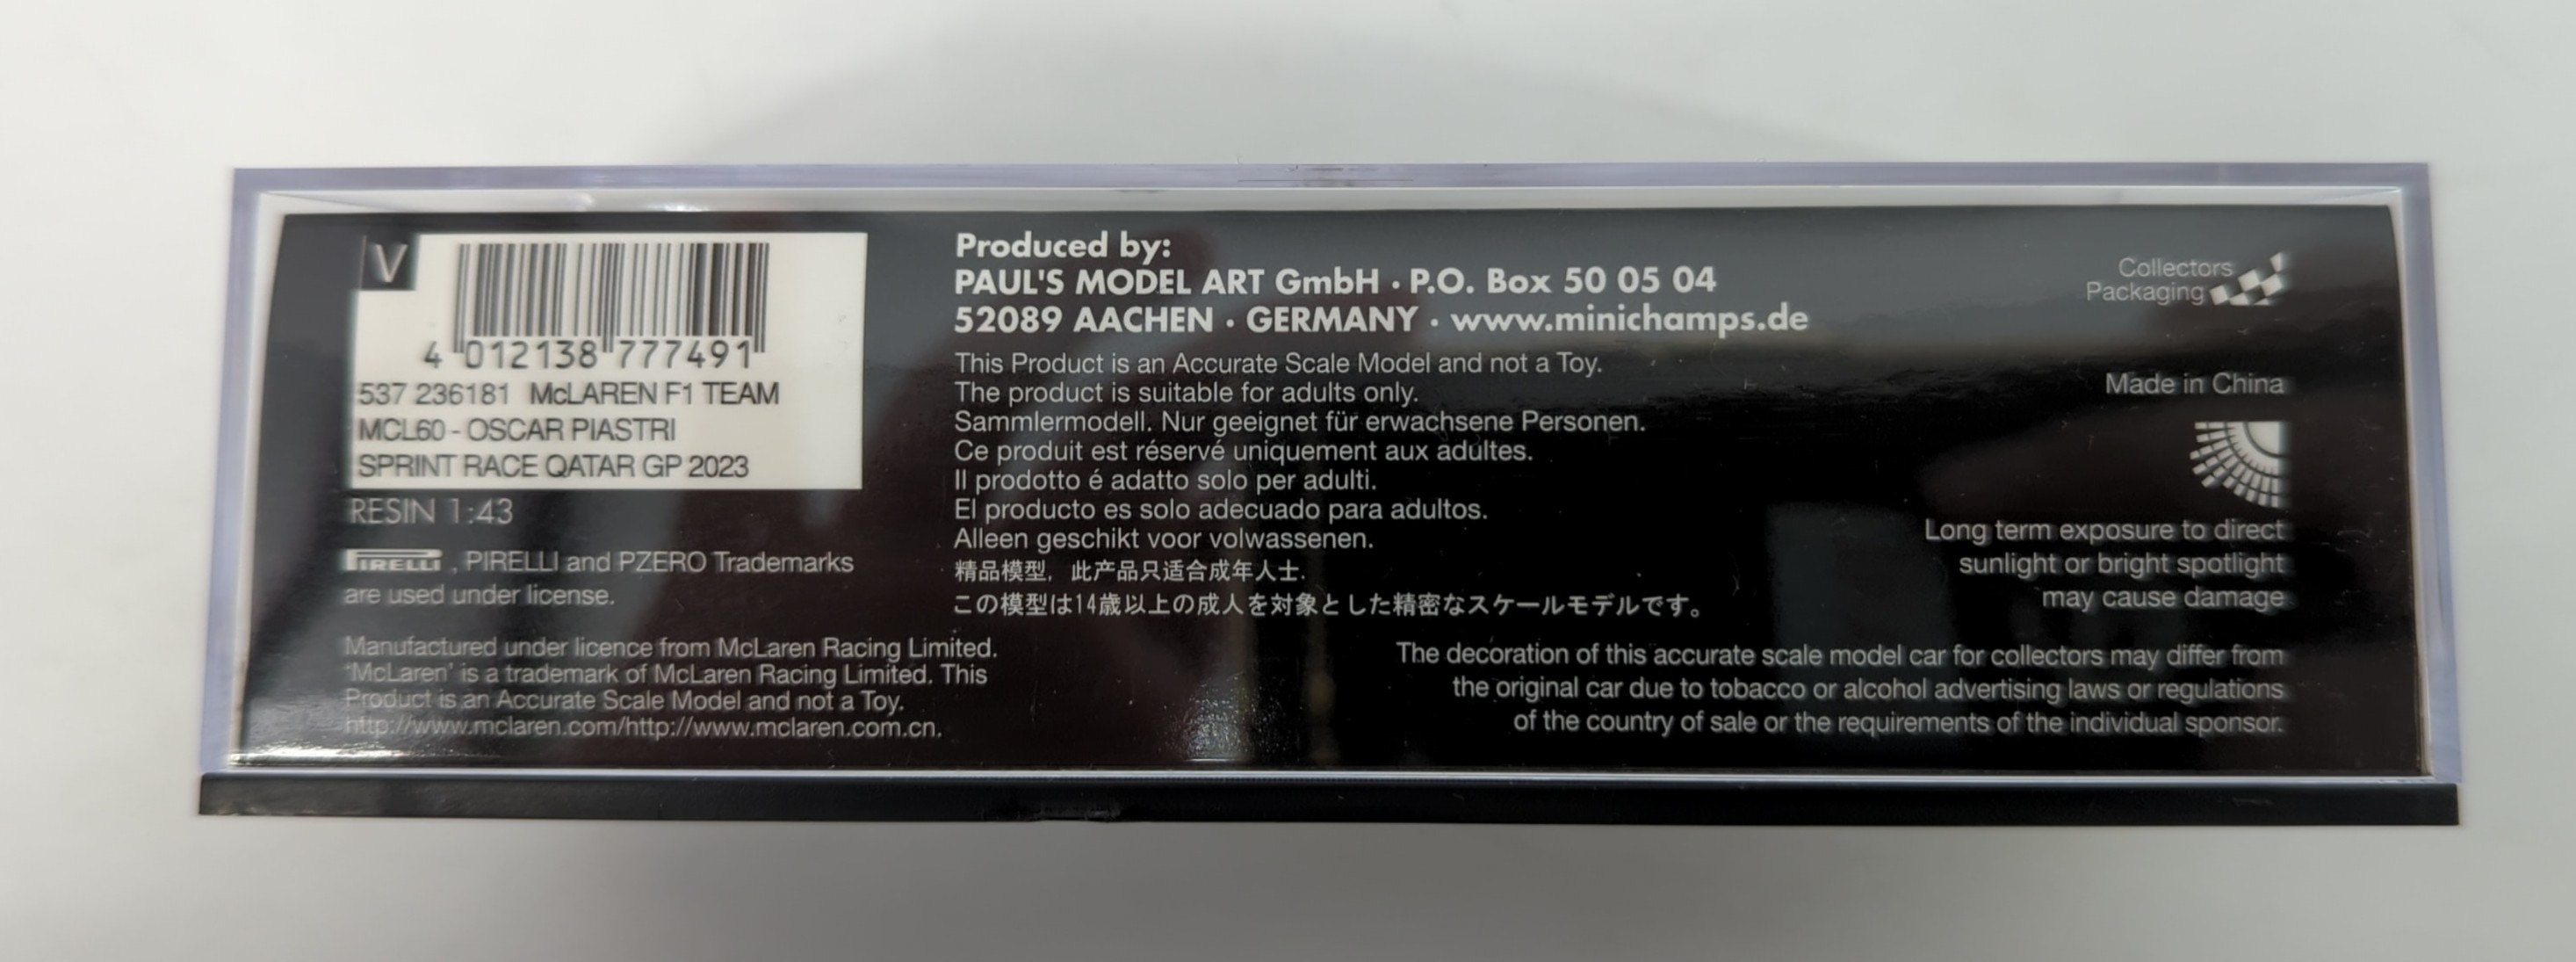 V
4 012138 777491
537 236181 McLAREN F1 TEAM
MCL60 - OSCAR PIASTRI
SPRINT RACE QATAR GP 2023
RESIN 1:43
PIRELLI , PIRELLI and PZERO Trademarks
are used under license.
Manufactured under licence from McLaren Racing Limited.
'McLaren' is a trademark of McLaren Racing Limited. This
Product is an Accurate Scale Model and not a Toy.
http://www.mclaren.com/http://www.mclaren.com.cn.
Produced by:
PAUL'S MODEL ART GmbH · P.O. Box 50 05 04
52089 AACHEN · GERMANY · www.minichamps.de
This Product is an Accurate Scale Model and not a Toy.
The product is suitable for adults only.
Sammlermodell. Nur geeignet für erwachsene Personen.
Ce produit est réservé uniquement aux adultes.
Il prodotto é adatto solo per adulti.
El producto es solo adecuado para adultos.
Alleen geschikt voor volwassenen.
精品模型, 此产品只适合成年人士.
この模型は14歳以上の成人を対象とした精密なスケールモデルです。
Collectors
Packaging
Made in China
Long term exposure to direct
sunlight or bright spotlight
may cause damage
The decoration of this accurate scale model car for collectors may differ from
the original car due to tobacco or alcohol advertising laws or regulations
of the country of sale or the requirements of the individual sponsor.